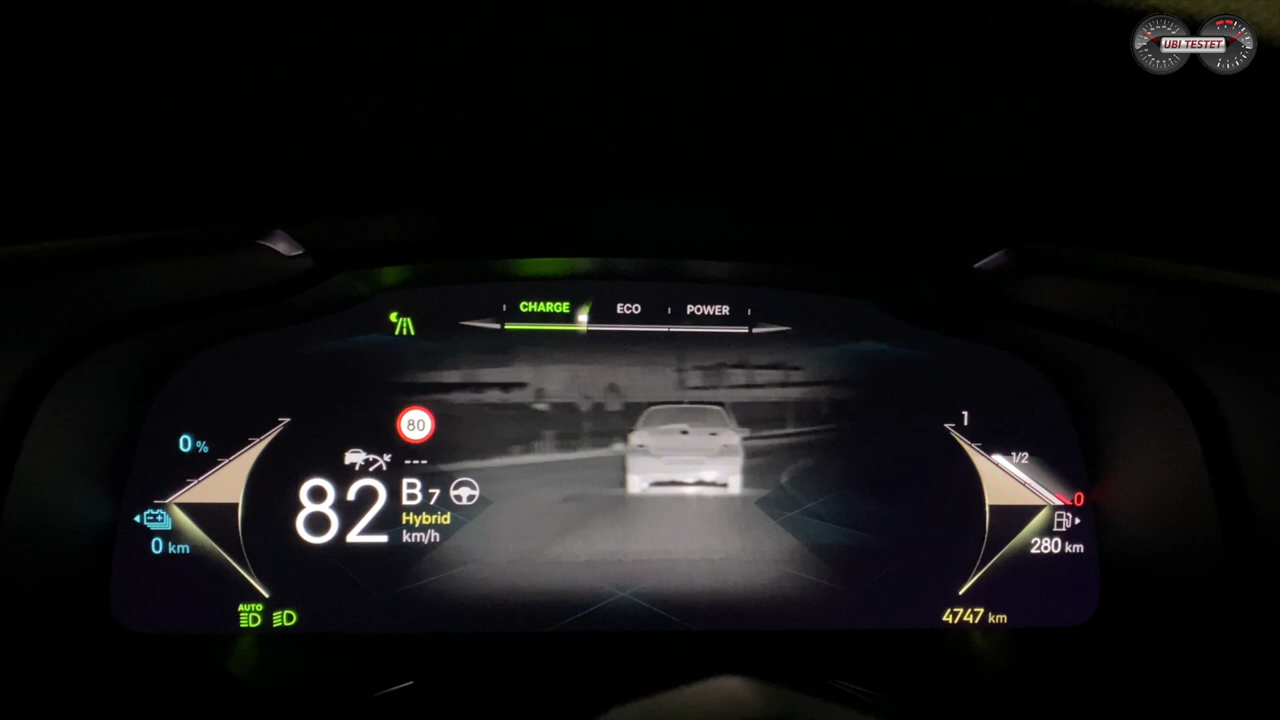 UBI TESTET
CHARGE ECO POWER
80
---
0 %
0 km
82 B 7
Hybrid
km/h
1
1/2
0
280 km
AUTO
4747 km